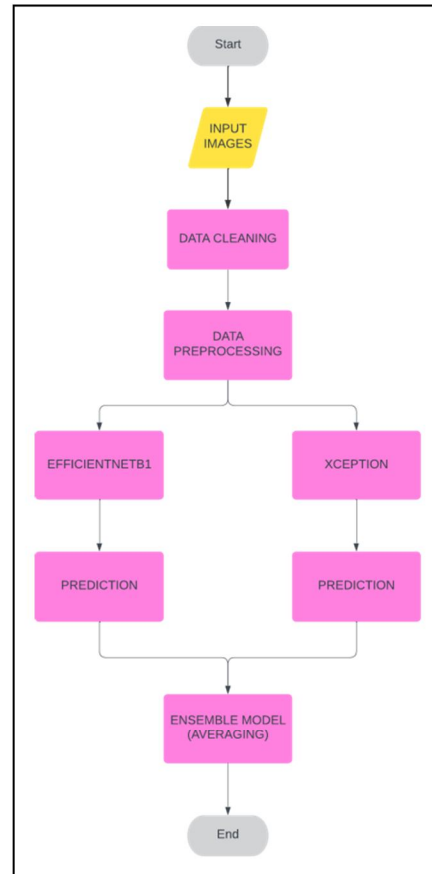 Start
INPUT
IMAGES
DATA CLEANING
DATA
PREPROCESSING
EFFICIENTNETB1
XCEPTION
PREDICTION
PREDICTION
ENSEMBLE MODEL
(AVERAGING)
End